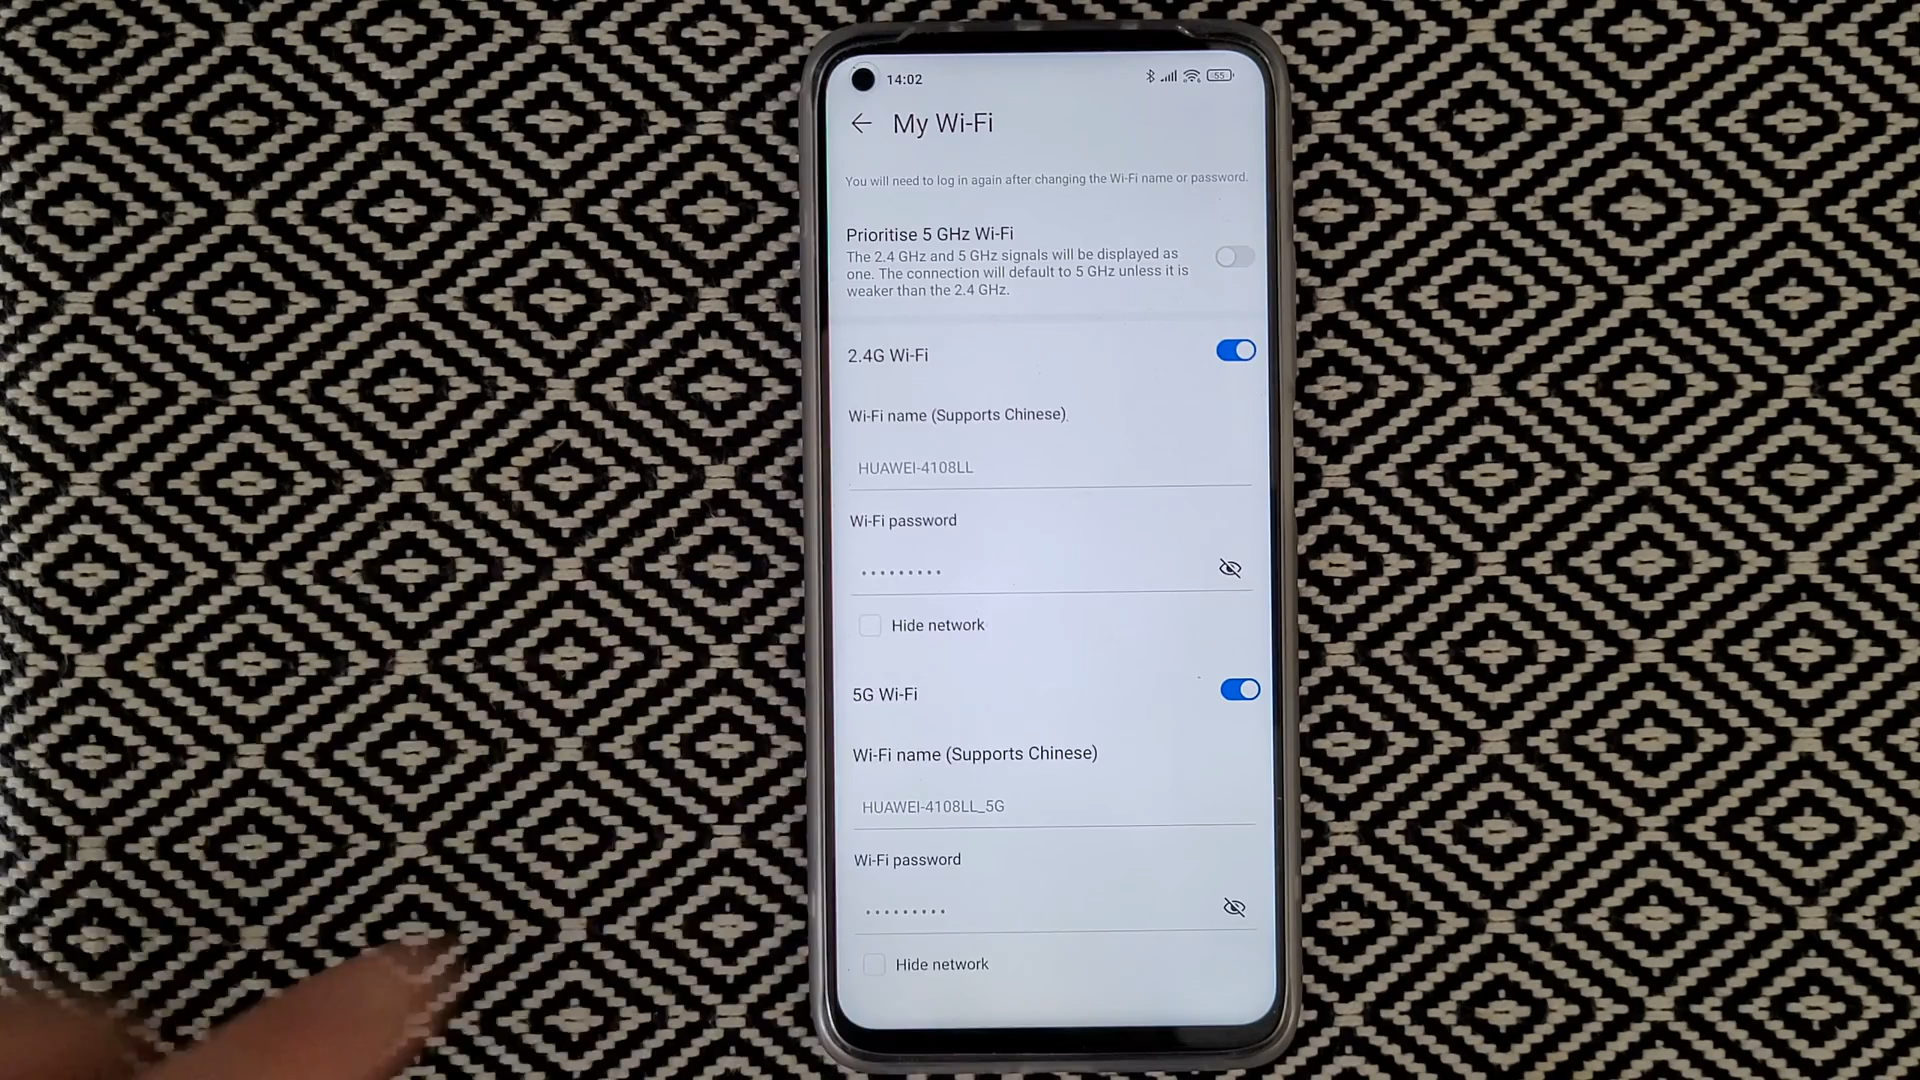 14:02
55
My Wi-Fi
You will need to log in again after changing the Wi-Fi name or password.
Prioritise 5 GHz Wi-Fi
The 2.4 GHz and 5 GHz signals will be displayed as
one. The connection will default to 5 GHz unless it is
weaker than the 2.4 GHz.
2.4G Wi-Fi
Wi-Fi name (Supports Chinese)
HUAWEI-4108LL
Wi-Fi password
•••••••••
Hide network
5G Wi-Fi
Wi-Fi name (Supports Chinese)
HUAWEI-4108LL_5G
Wi-Fi password
•••••••••
Hide network